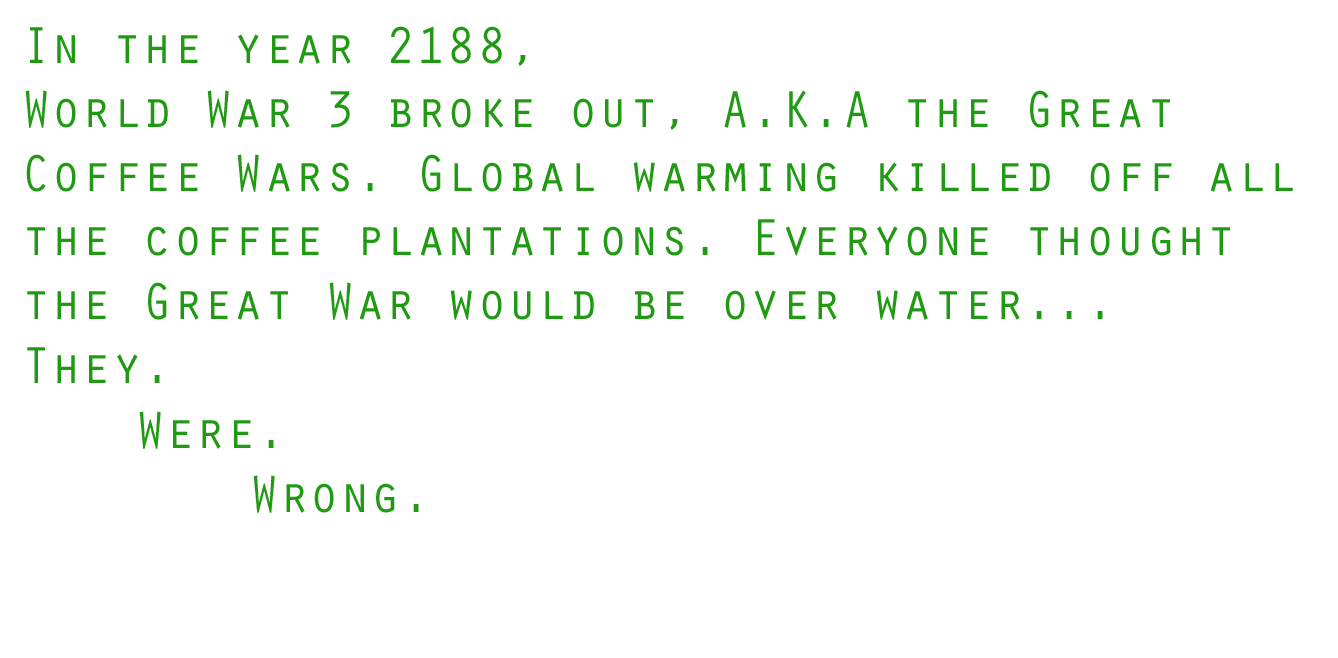 In the year 2188,
World War 3 broke out, A.K.A the Great
Coffee Wars. Global warming killed off all
the coffee plantations. Everyone thought
the Great War would be over water...
They.
Were.
Wrong.